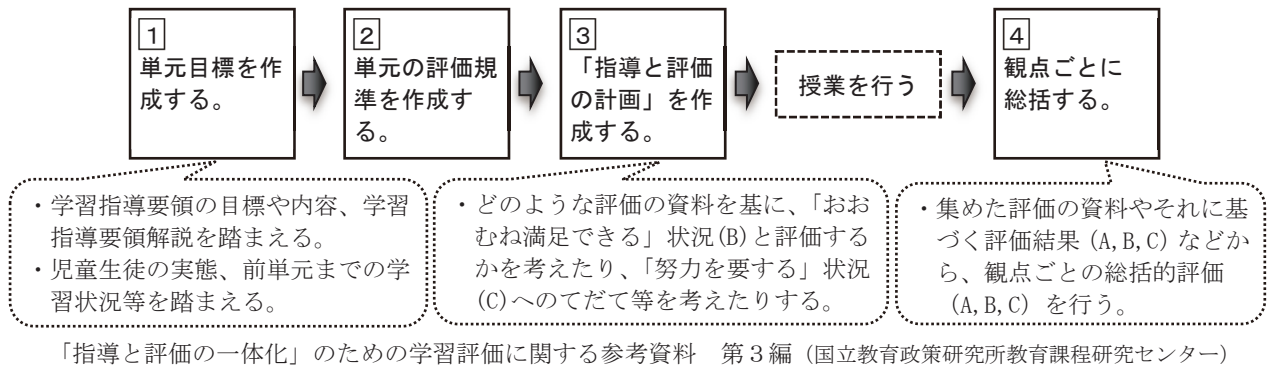 1
単元目標を作
成する。
2
単元の評価規
準を作成す
る。
3
「指導と評価
の計画」を作
成する。
授業を行う
4
観点ごとに
総括する。
・学習指導要領の目標や内容、学習
指導要領解説を踏まえる。
・児童生徒の実態、前単元までの学
習状況等を踏まえる。
・どのような評価の資料を基に、「おお
むね満足できる」状況(B)と評価する
かを考えたり、「努力を要する」状況
(C)へのてだて等を考えたりする。
・集めた評価の資料やそれに基
づく評価結果(A,B,C)などか
ら、観点ごとの総括的評価
(A,B,C) を行う。
「指導と評価の一体化」のための学習評価に関する参考資料　第3編(国立教育政策研究所教育課程研究センター)